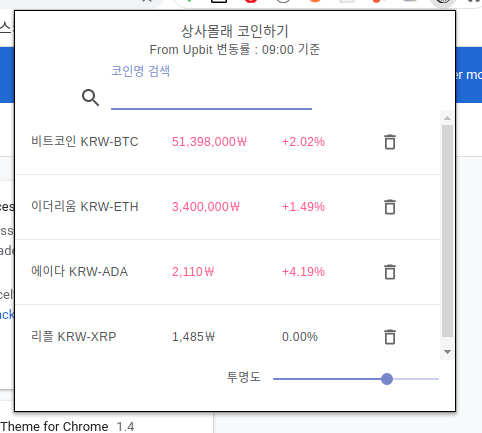 상사몰래 코인하기
From Upbit 변동률 : 09:00 기준
코인명 검색
비트코인 KRW-BTC 51,398,000₩ +2.02%
이더리움 KRW-ETH 3,400,000₩ +1.49%
에이다 KRW-ADA 2,110₩ +4.19%
리플 KRW-XRP 1,485₩ 0.00%
투명도
Theme for Chrome 1.4